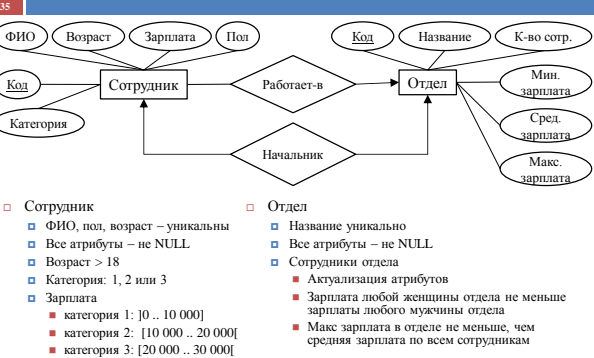 35
ФИО
Возраст
Зарплата
Пол
Код
Название
К-во сотр.
Код
Сотрудник
Работает-в
Отдел
Мин.
зарплата
Категория
Сред.
зарплата
Начальник
Макс.
зарплата
Сотрудник
ФИО, пол, возраст – уникальны
Все атрибуты – не NULL
Возраст > 18
Категория: 1, 2 или 3
Зарплата
категория 1: ]0 .. 10 000]
категория 2: [10 000 .. 20 000[
категория 3: [20 000 .. 30 000[
Отдел
Название уникально
Все атрибуты – не NULL
Сотрудники отдела
Актуализация атрибутов
Зарплата любой женщины отдела не меньше
зарплаты любого мужчины отдела
Макс зарплата в отделе не меньше, чем
средняя зарплата по всем сотрудникам